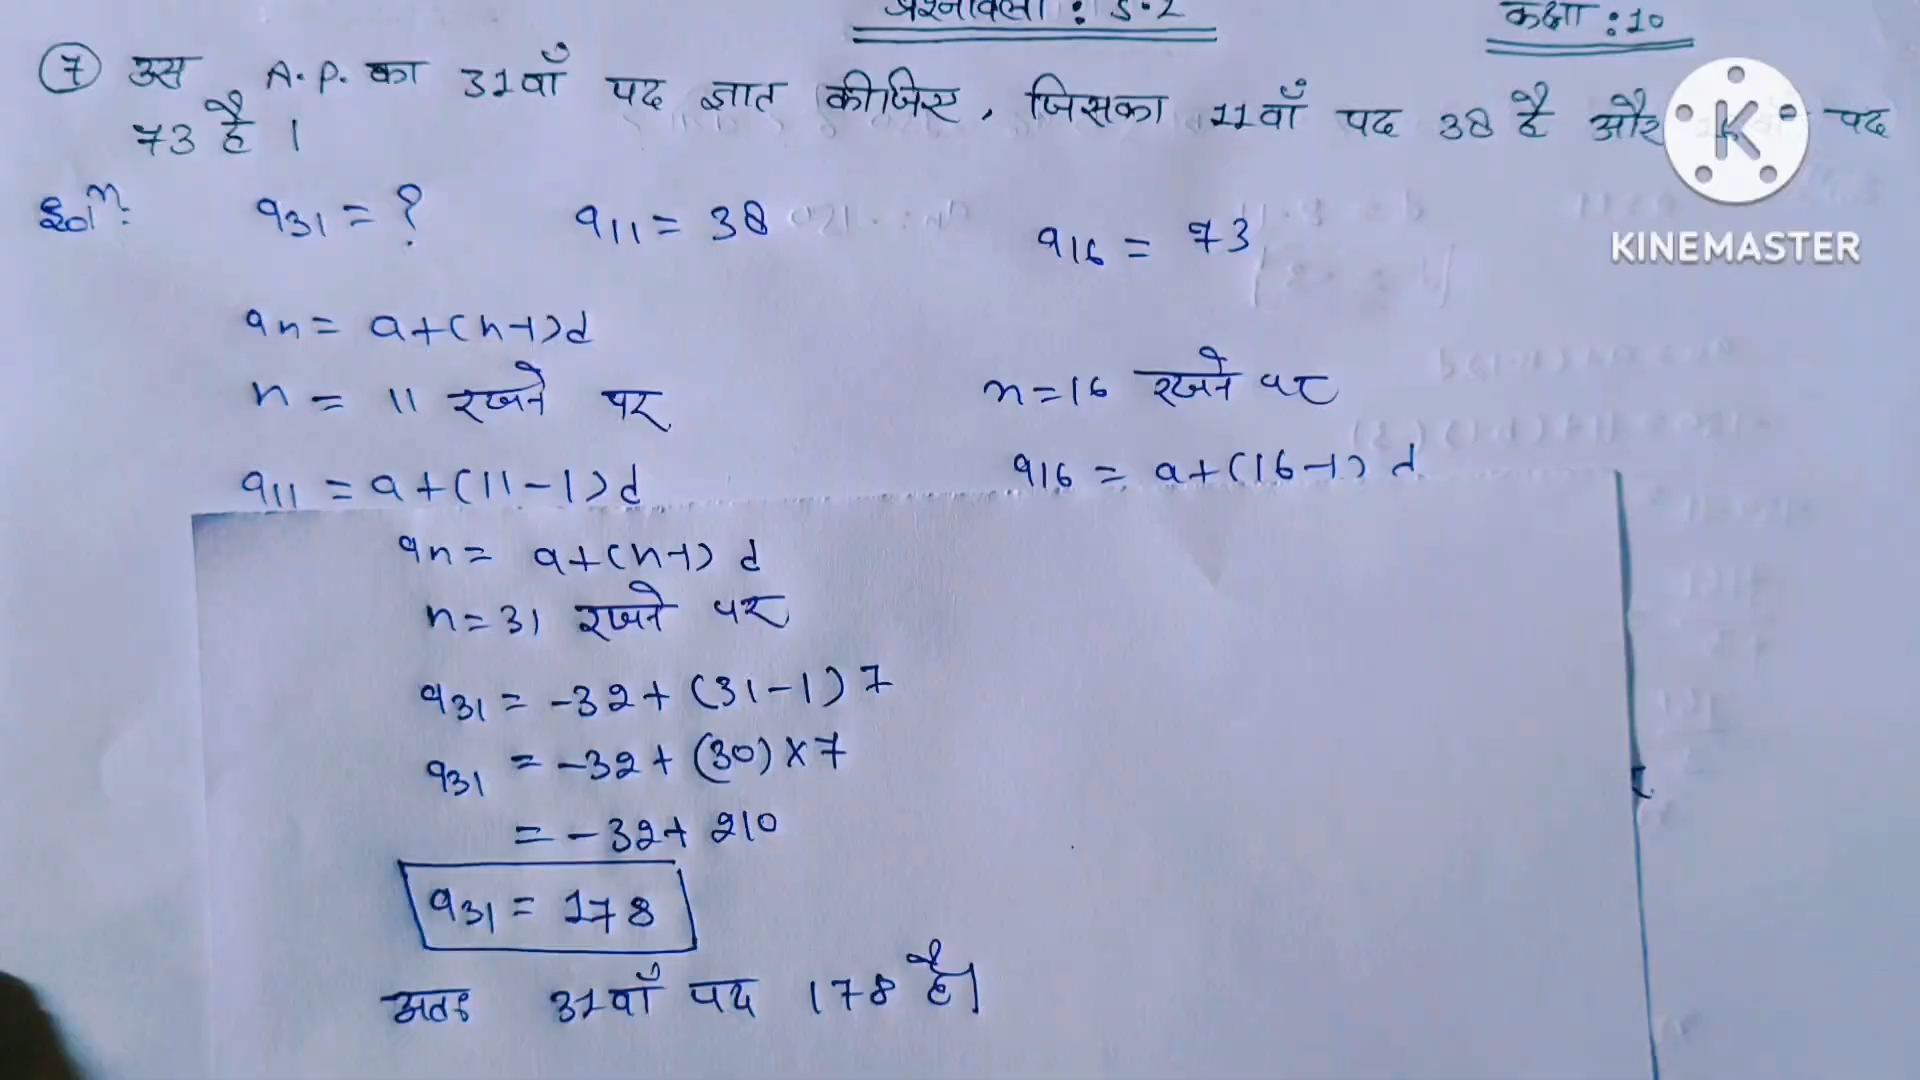 प्रश्नावली : 5.2
कक्षा : 10
7 उस A.P. का 31वाँ पद ज्ञात कीजिए, जिसका 11वाँ पद 38 है और पद
73 है ।
Solⁿ: a31 = ? a11 = 38 a16 = 73
KINEMASTER
an = a+(n-1)d
n = 11 रखने पर n=16 रखने पर
a11 = a+(11-1)d a16 = a+(16-1)d
an = a+(n-1)d
n=31 रखने पर
a31 = -32+(31-1)7
a31 = -32+(30)×7
= -32+210
a31 = 178
अतः 31वाँ पद 178 है।